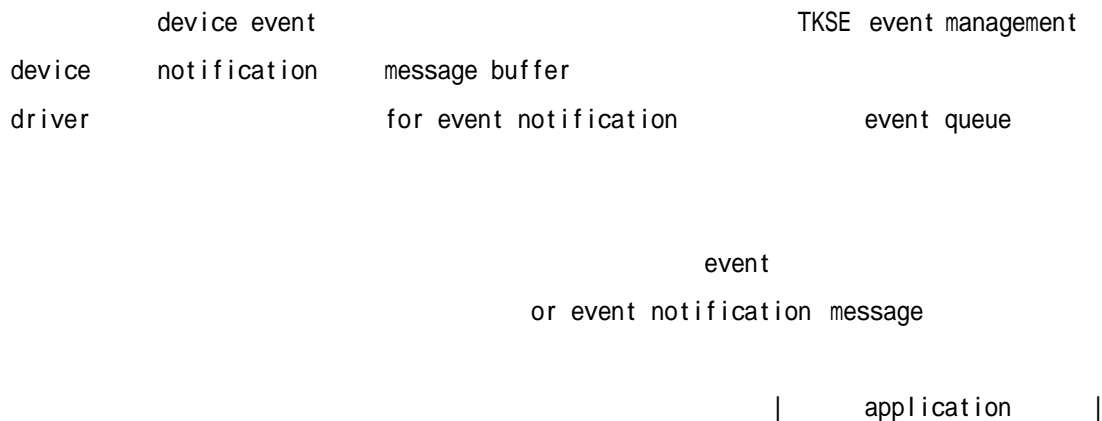 device event TKSE event management
device notification message buffer
driver for event notification event queue
event
or event notification message
| application |